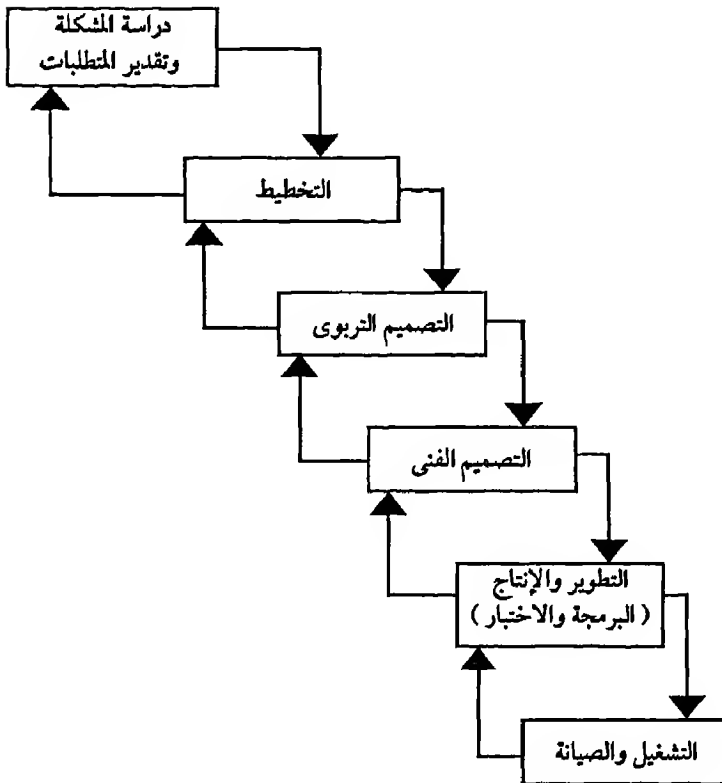 دراسة المشكلة
وتقدير المتطلبات
التخطيط
التصميم التربوى
التصميم الفنى
التطوير والإنتاج
( البرمجة والاختبار )
التشغيل والصيانة